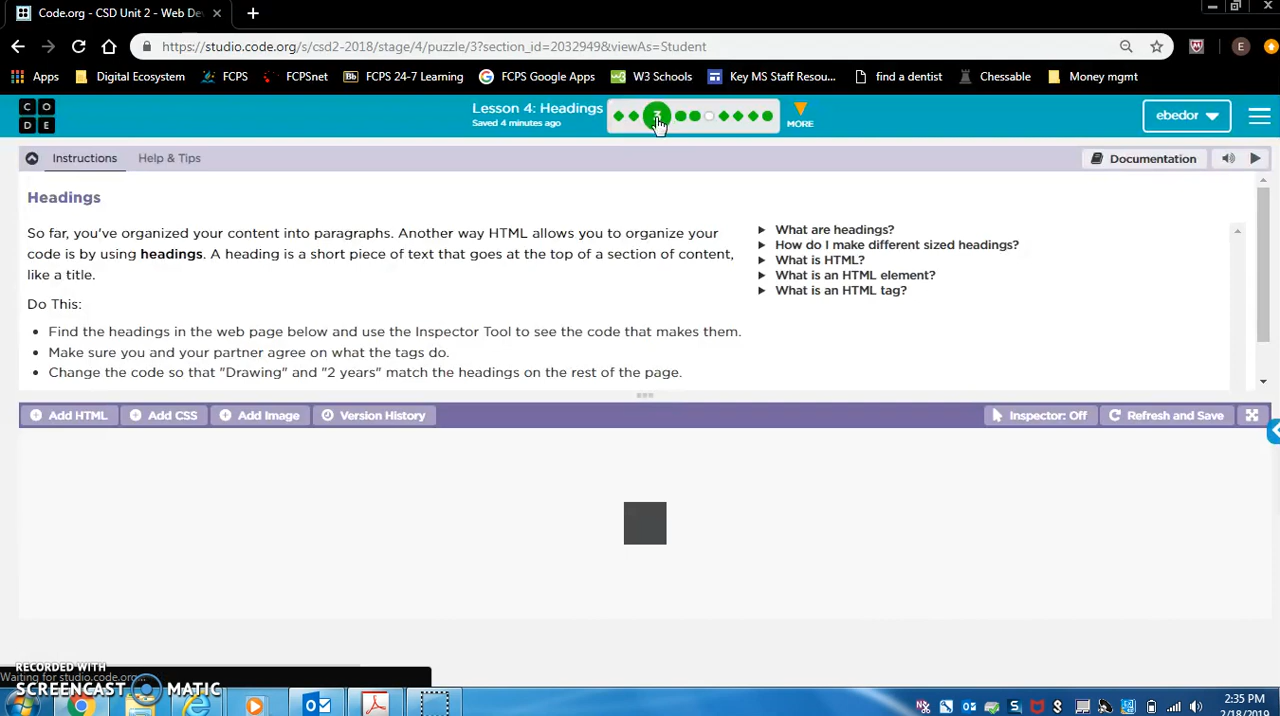 Code.org - CSD Unit 2 - Web De
https://studio.code.org/s/csd2-2018/stage/4/puzzle/3?section_id=2032949&viewAs=Student
E
Apps
Digital Ecosystem
FCPS
FCPSnet
Bb
FCPS 24-7 Learning
G
FCPS Google Apps
W3
W3 Schools
Key MS Staff Resou...
find a dentist
Chessable
Money mgmt
C O
D E
Lesson 4: Headings
Saved 4 minutes ago
MORE
ebedor
Instructions
Help & Tips
Documentation
Headings
So far, you've organized your content into paragraphs. Another way HTML allows you to organize your
code is by using headings. A heading is a short piece of text that goes at the top of a section of content,
like a title.
Do This:
• Find the headings in the web page below and use the Inspector Tool to see the code that makes them.
• Make sure you and your partner agree on what the tags do.
• Change the code so that "Drawing" and "2 years" match the headings on the rest of the page.
What are headings?
How do I make different sized headings?
What is HTML?
What is an HTML element?
What is an HTML tag?
Add HTML
Add CSS
Add Image
Version History
Inspector: Off
Refresh and Save
RECORDED WITH
Waiting for studio.code.org...
SCREENCAST MATIC
2:35 PM
2/18/2019